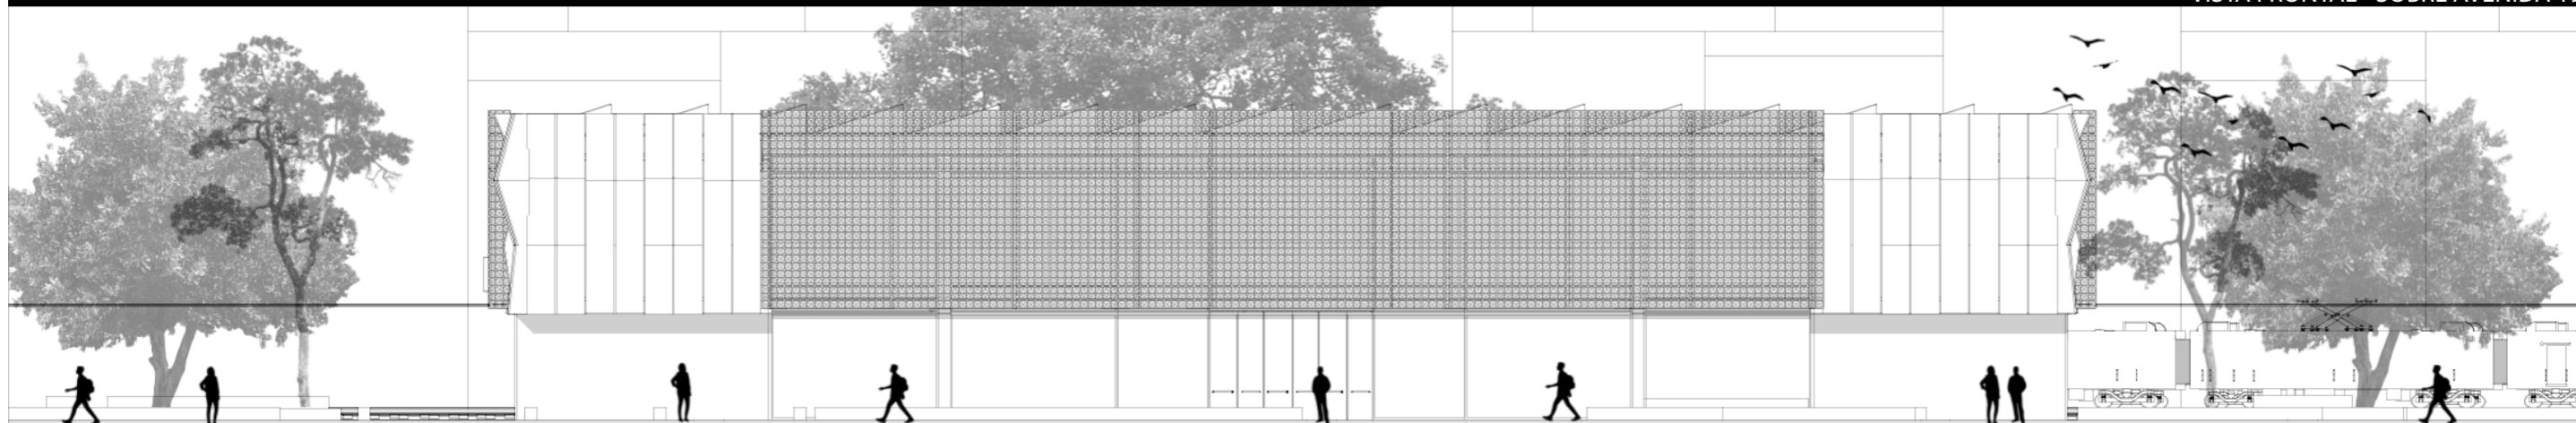 VISTA FRONTAL - SOBRE AVENIDA